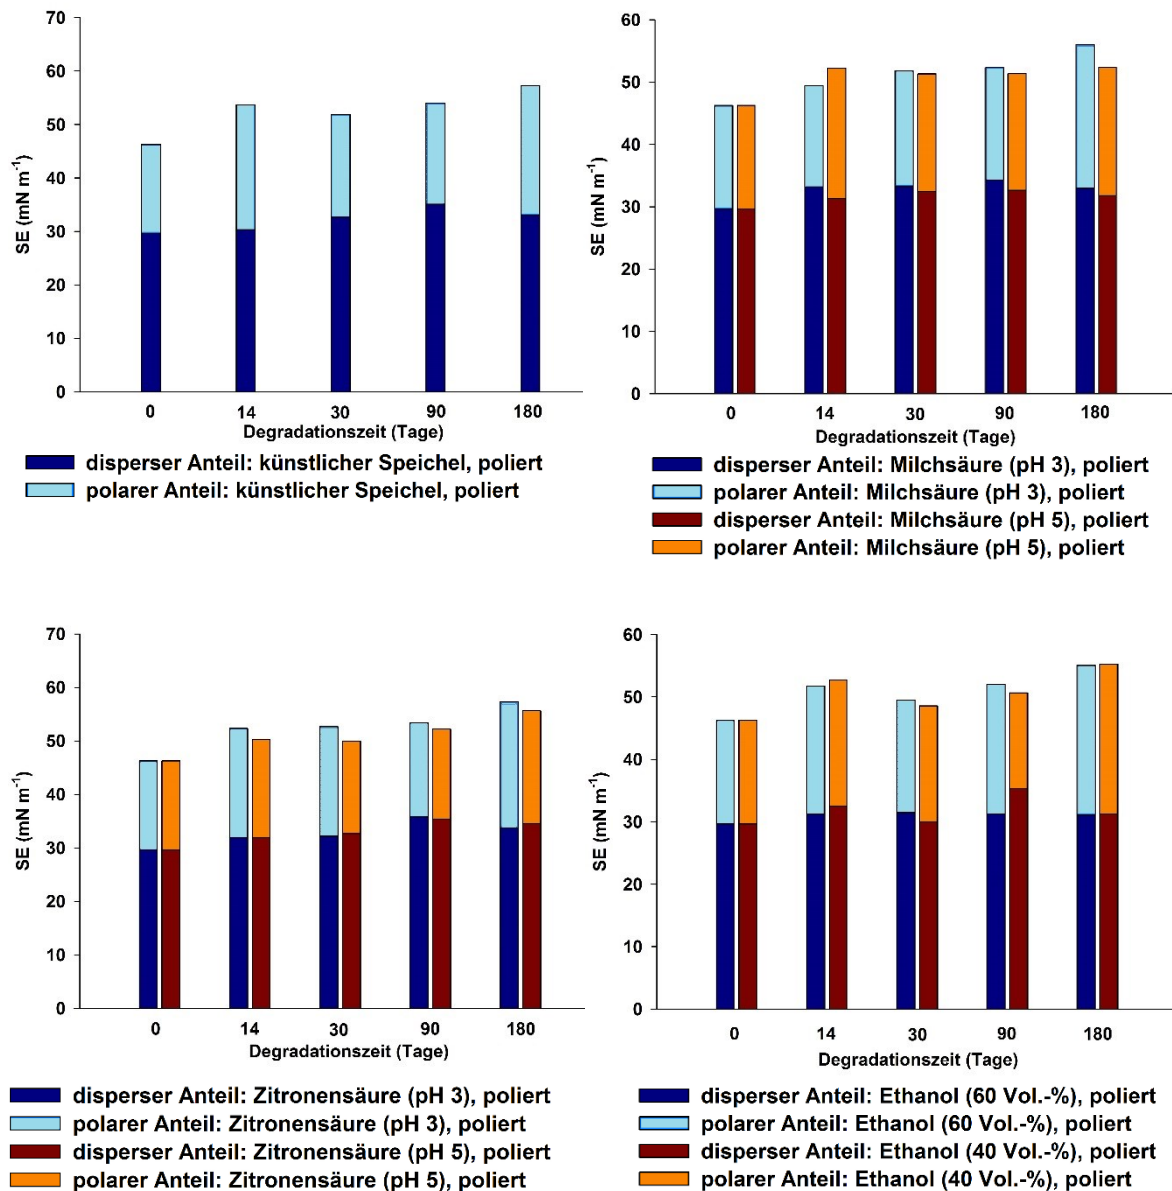 70
60
50
40
30
20
10
0
SE (mN m⁻¹)
0 14 30 90 180
Degradationszeit (Tage)
disperser Anteil: künstlicher Speichel, poliert
polarer Anteil: künstlicher Speichel, poliert
60
50
40
30
20
10
0
SE (mN m⁻¹)
0 14 30 90 180
Degradationszeit (Tage)
disperser Anteil: Milchsäure (pH 3), poliert
polarer Anteil: Milchsäure (pH 3), poliert
disperser Anteil: Milchsäure (pH 5), poliert
polarer Anteil: Milchsäure (pH 5), poliert
70
60
50
40
30
20
10
0
SE (mN m⁻¹)
0 14 30 90 180
Degradationszeit (Tage)
disperser Anteil: Zitronensäure (pH 3), poliert
polarer Anteil: Zitronensäure (pH 3), poliert
disperser Anteil: Zitronensäure (pH 5), poliert
polarer Anteil: Zitronensäure (pH 5), poliert
60
50
40
30
20
10
0
SE (mN m⁻¹)
0 14 30 90 180
Degradationszeit (Tage)
disperser Anteil: Ethanol (60 Vol.-%), poliert
polarer Anteil: Ethanol (60 Vol.-%), poliert
disperser Anteil: Ethanol (40 Vol.-%), poliert
polarer Anteil: Ethanol (40 Vol.-%), poliert